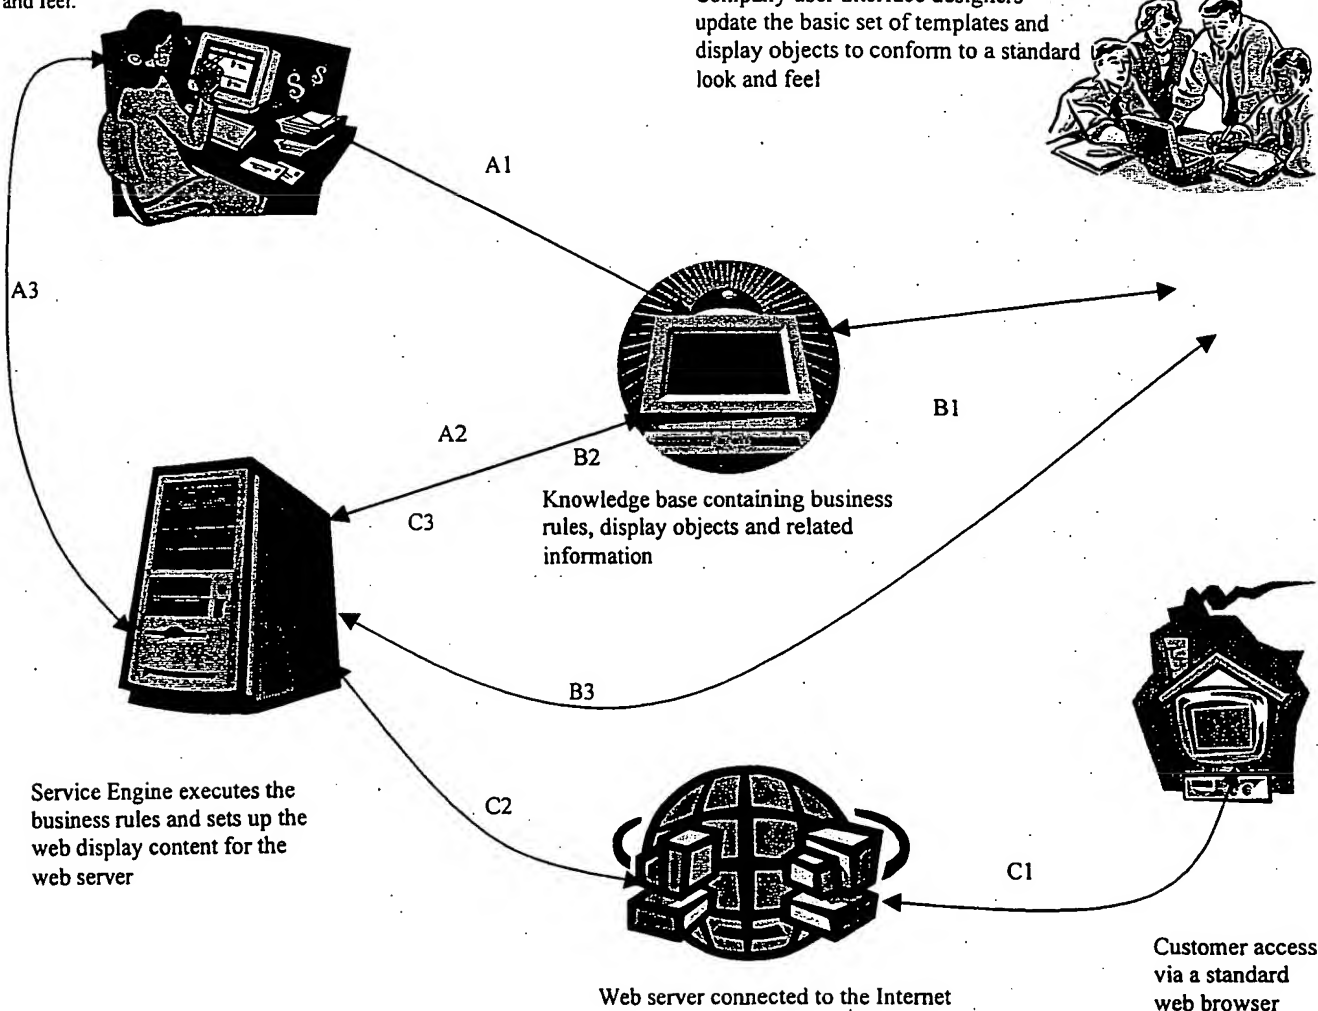 and feel.
Company user interface designers
update the basic set of templates and
display objects to conform to a standard
look and feel
$ $
A1
A3
B1
A2
B2
C3
Knowledge base containing business
rules, display objects and related
information
B3
Service Engine executes the
business rules and sets up the
web display content for the
web server
C2
C1
Web server connected to the Internet
Customer access
via a standard
web browser